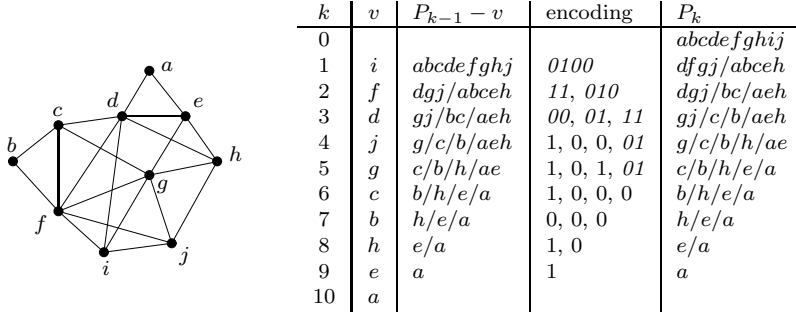 a
c
d
e
b
h
g
f
i
j
k v P_{k−1} − v encoding P_k
0 abcdefghij
1 i abcdefghj 0100 dfgj/abceh
2 f dgj/abceh 11, 010 dgj/bc/aeh
3 d gj/bc/aeh 00, 01, 11 gj/c/b/aeh
4 j g/c/b/aeh 1, 0, 0, 01 g/c/b/h/ae
5 g c/b/h/ae 1, 0, 1, 01 c/b/h/e/a
6 c b/h/e/a 1, 0, 0, 0 b/h/e/a
7 b h/e/a 0, 0, 0 h/e/a
8 h e/a 1, 0 e/a
9 e a 1 a
10 a